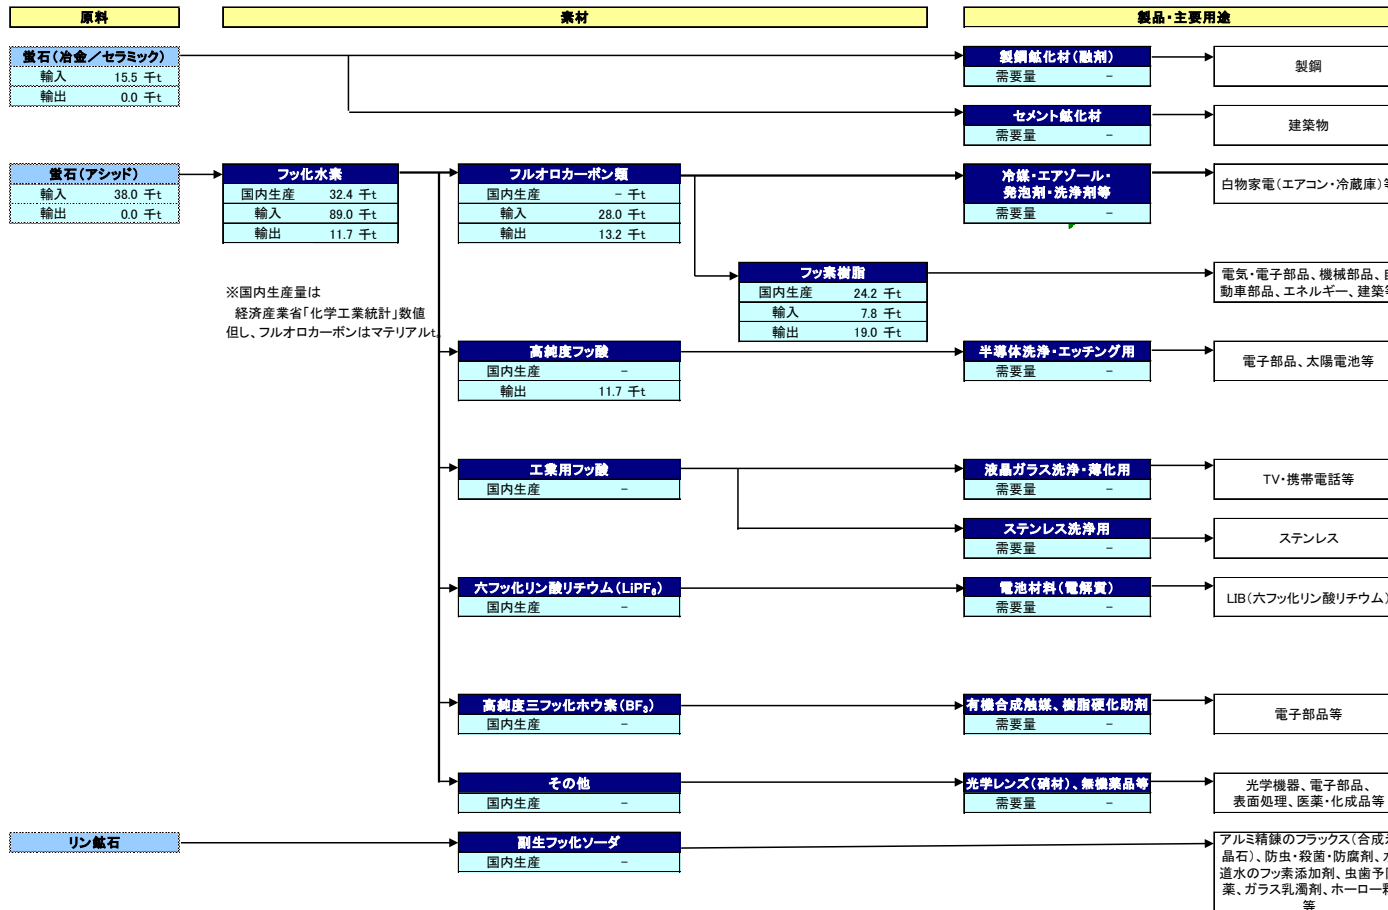 原料
素材
製品・主要用途
蛍石（冶金／セラミック）
輸入 15.5 千t
輸出 0.0 千t
製鋼鉱化材（融剤）
需要量 －
製鋼
セメント鉱化材
需要量 －
建築物
蛍石（アシッド）
輸入 38.0 千t
輸出 0.0 千t
フッ化水素
国内生産 32.4 千t
輸入 89.0 千t
輸出 11.7 千t
フルオロカーボン類
国内生産 － 千t
輸入 28.0 千t
輸出 13.2 千t
冷媒・エアゾール・
発泡剤・洗浄剤等
需要量 －
白物家電（エアコン・冷蔵庫）等
フッ素樹脂
国内生産 24.2 千t
輸入 7.8 千t
輸出 19.0 千t
電気・電子部品、機械部品、自
動車部品、エネルギー、建築等
※国内生産量は
経済産業省「化学工業統計」数値
但し、フルオロカーボンはマテリアルt。
高純度フッ酸
国内生産 －
輸出 11.7 千t
半導体洗浄・エッチング用
需要量 －
電子部品、太陽電池等
工業用フッ酸
国内生産 －
液晶ガラス洗浄・薄化用
需要量 －
TV・携帯電話等
ステンレス洗浄用
需要量 －
ステンレス
六フッ化リン酸リチウム（LiPF₆）
国内生産 －
電池材料（電解質）
需要量 －
LIB（六フッ化リン酸リチウム）
高純度三フッ化ホウ素（BF₃）
国内生産 －
有機合成触媒、樹脂硬化助剤
需要量 －
電子部品等
その他
国内生産 －
光学レンズ（硝材）、無機薬品等
需要量 －
光学機器、電子部品、
表面処理、医薬・化成品等
リン鉱石
副生フッ化ソーダ
国内生産 －
アルミ精錬のフラックス（合成氷
晶石）、防虫・殺菌・防腐剤、水
道水のフッ素添加剤、虫歯予防
薬、ガラス乳濁剤、ホーロー釉
等